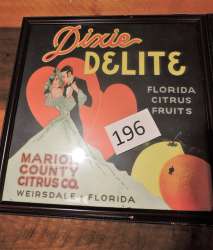 Dixie
DELITE
FLORIDA
CITRUS
FRUITS
196
MARION
COUNTY
CITRUS CO.
WEIRSDALE • FLORIDA